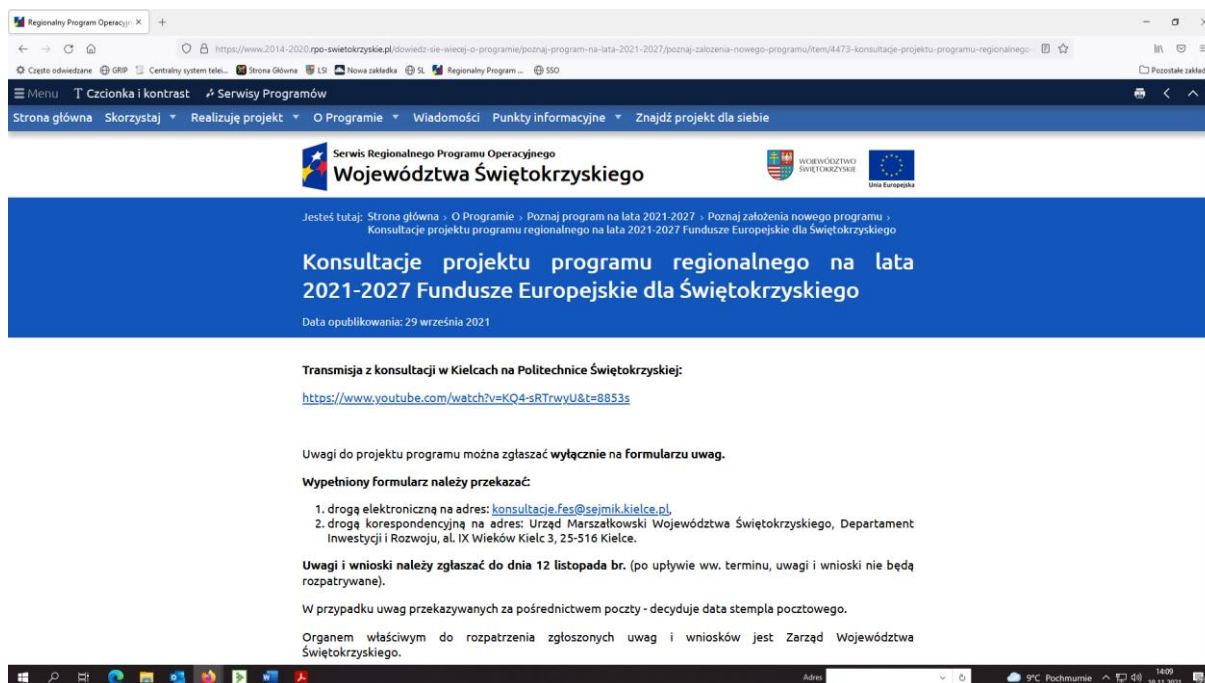 Regionalny Program Operacyjn
https://www.2014-2020.rpo-swietokrzyskie.pl/dowiedz-sie-wiecej-o-programie/poznaj-program-na-lata-2021-2027/poznaj-zalozenia-nowego-programu/item/4473-konsultacje-projektu-programu-regionalnego
Często odwiedzane GRIP Centralny system telei... Strona Główna LSI Nowa zakładka SL Regionalny Program ... SSO Pozostałe zakład
Menu Czcionka i kontrast Serwisy Programów
Strona główna Skorzystaj Realizuję projekt O Programie Wiadomości Punkty informacyjne Znajdź projekt dla siebie
Serwis Regionalnego Programu Operacyjnego
Województwa Świętokrzyskiego
WOJEWÓDZTWO
ŚWIĘTOKRZYSKIE
Unia Europejska
Jesteś tutaj: Strona główna › O Programie › Poznaj program na lata 2021-2027 › Poznaj założenia nowego programu ›
Konsultacje projektu programu regionalnego na lata 2021-2027 Fundusze Europejskie dla Świętokrzyskiego
Konsultacje projektu programu regionalnego na lata
2021-2027 Fundusze Europejskie dla Świętokrzyskiego
Data opublikowania: 29 września 2021
Transmisja z konsultacji w Kielcach na Politechnice Świętokrzyskiej:
https://www.youtube.com/watch?v=KQ4-sRTrwyU&t=8853s
Uwagi do projektu programu można zgłaszać wyłącznie na formularzu uwag.
Wypełniony formularz należy przekazać:
1. drogą elektroniczną na adres: konsultacje.fes@sejmik.kielce.pl,
2. drogą korespondencyjną na adres: Urząd Marszałkowski Województwa Świętokrzyskiego, Departament
Inwestycji i Rozwoju, al. IX Wieków Kielc 3, 25-516 Kielce.
Uwagi i wnioski należy zgłaszać do dnia 12 listopada br. (po upływie ww. terminu, uwagi i wnioski nie będą
rozpatrywane).
W przypadku uwag przekazywanych za pośrednictwem poczty - decyduje data stempla pocztowego.
Organem właściwym do rozpatrzenia zgłoszonych uwag i wniosków jest Zarząd Województwa
Świętokrzyskiego.
Adres 9°C Pochmurnie 14:09
10.11.2021